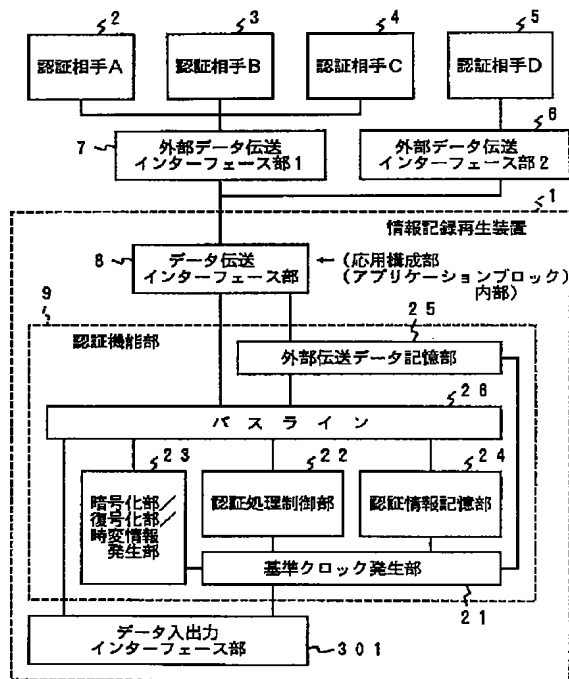 2 3 4 5
認証相手A 認証相手B 認証相手C 認証相手D
6
7
外部データ伝送
インターフェース部1
外部データ伝送
インターフェース部2
1
情報記録再生装置
8
データ伝送
インターフェース部
←(応用構成部
(アプリケーションブロック)
内部)
9
認証機能部
25
外部伝送データ記憶部
26
バスライン
23 22 24
暗号化部/
復号化部/
時変情報
発生部
認証処理制御部
認証情報記憶部
基準クロック発生部
21
データ入出力
インターフェース部
301